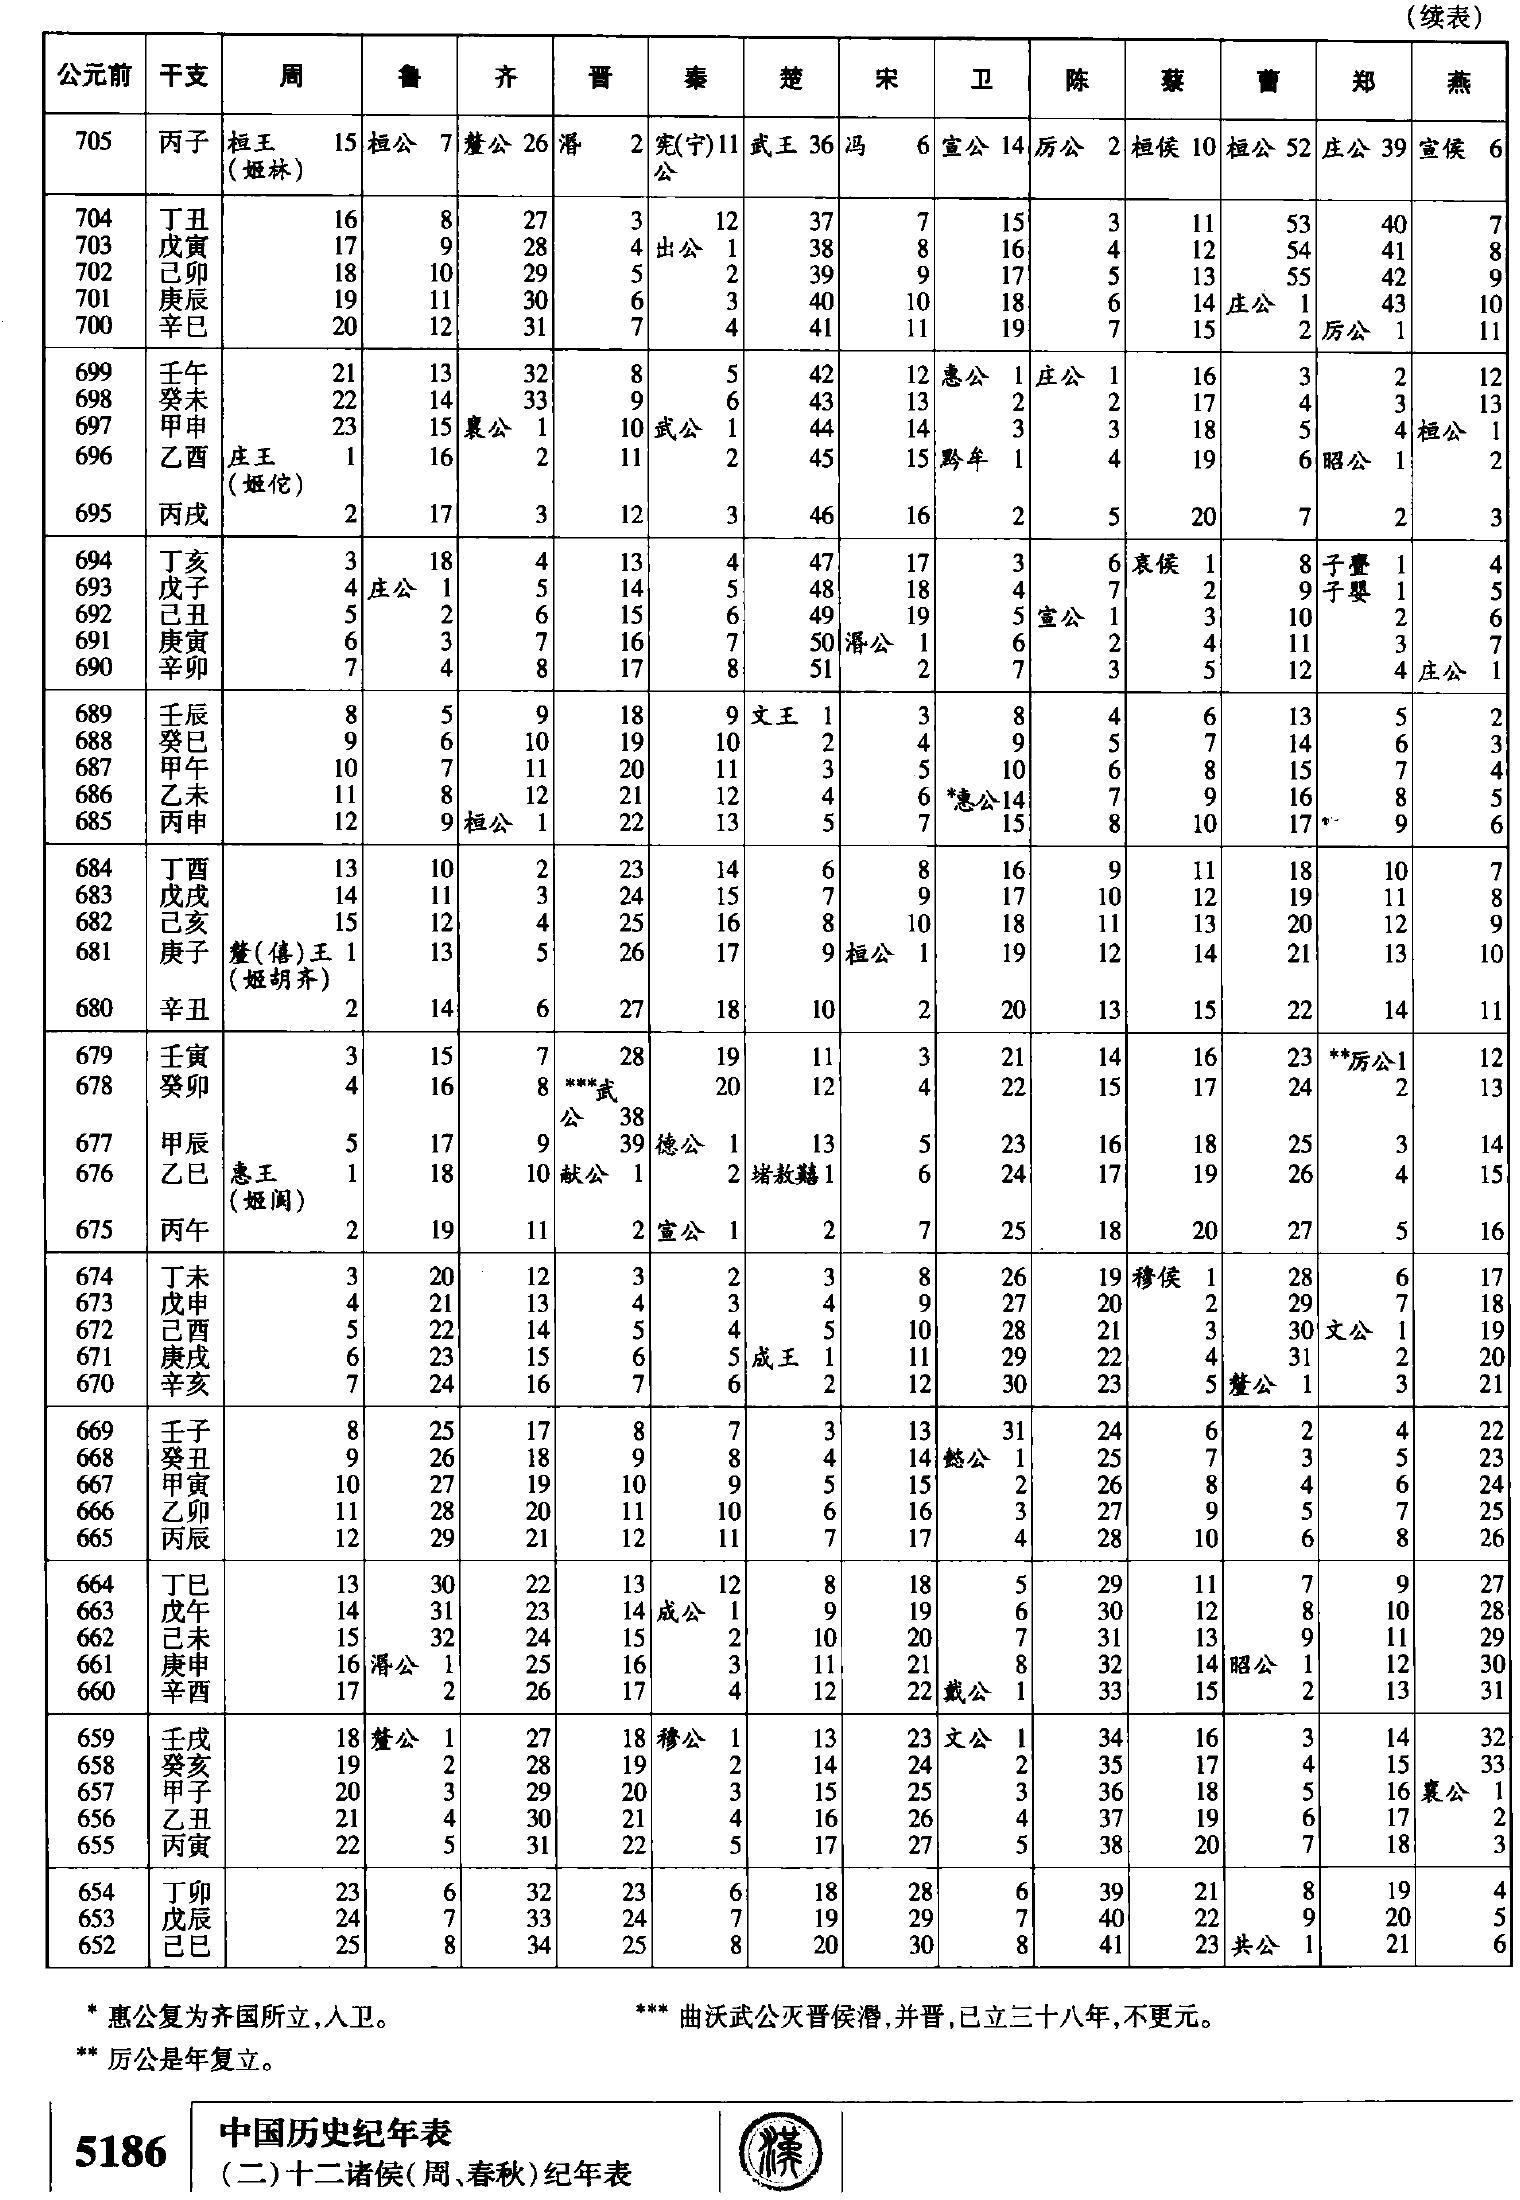 (续表)
公元前 干支 周 鲁 齐 晋 秦 楚 宋 卫 陈 蔡 曹 郑 燕
705 丙子 桓王 15 桓公 7 釐公 26 湣 2 宪(宁)11 武王 36 冯 6 宣公 14 厉公 2 桓侯 10 桓公 52 庄公 39 宣侯 6
(姬林) 公
704 丁丑 16 8 27 3 12 37 7 15 3 11 53 40 7
703 戊寅 17 9 28 4 出公 1 38 8 16 4 12 54 41 8
702 己卯 18 10 29 5 2 39 9 17 5 13 55 42 9
701 庚辰 19 11 30 6 3 40 10 18 6 14 庄公 1 43 10
700 辛巳 20 12 31 7 4 41 11 19 7 15 2 厉公 1 11
699 壬午 21 13 32 8 5 42 12 惠公 1 庄公 1 16 3 2 12
698 癸未 22 14 33 9 6 43 13 2 2 17 4 3 13
697 甲申 23 15 襄公 1 10 武公 1 44 14 3 3 18 5 4 桓公 1
696 乙酉 庄王 1 16 2 11 2 45 15 黔牟 1 4 19 6 昭公 1 2
(姬佗)
695 丙戌 2 17 3 12 3 46 16 2 5 20 7 2 3
694 丁亥 3 18 4 13 4 47 17 3 6 哀侯 1 8 子亹 1 4
693 戊子 4 庄公 1 5 14 5 48 18 4 7 2 9 子婴 1 5
692 己丑 5 2 6 15 6 49 19 5 宣公 1 3 10 2 6
691 庚寅 6 3 7 16 7 50 湣公 1 6 2 4 11 3 7
690 辛卯 7 4 8 17 8 51 2 7 3 5 12 4 庄公 1
689 壬辰 8 5 9 18 9 文王 1 3 8 4 6 13 5 2
688 癸巳 9 6 10 19 10 2 4 9 5 7 14 6 3
687 甲午 10 7 11 20 11 3 5 10 6 8 15 7 4
686 乙未 11 8 12 21 12 4 6 *惠公14 7 9 16 8 5
685 丙申 12 9 桓公 1 22 13 5 7 15 8 10 17 9 6
684 丁酉 13 10 2 23 14 6 8 16 9 11 18 10 7
683 戊戌 14 11 3 24 15 7 9 17 10 12 19 11 8
682 己亥 15 12 4 25 16 8 10 18 11 13 20 12 9
681 庚子 釐(僖)王 1 13 5 26 17 9 桓公 1 19 12 14 21 13 10
(姬胡齐)
680 辛丑 2 14 6 27 18 10 2 20 13 15 22 14 11
679 壬寅 3 15 7 28 19 11 3 21 14 16 23 **厉公1 12
678 癸卯 4 16 8 ***武 20 12 4 22 15 17 24 2 13
公 38
677 甲辰 5 17 9 39 德公 1 13 5 23 16 18 25 3 14
676 乙巳 惠王 1 18 10 献公 1 2 堵敖囏1 6 24 17 19 26 4 15
(姬阆)
675 丙午 2 19 11 2 宣公 1 2 7 25 18 20 27 5 16
674 丁未 3 20 12 3 2 3 8 26 19 穆侯 1 28 6 17
673 戊申 4 21 13 4 3 4 9 27 20 2 29 7 18
672 己酉 5 22 14 5 4 5 10 28 21 3 30 文公 1 19
671 庚戌 6 23 15 6 5 成王 1 11 29 22 4 31 2 20
670 辛亥 7 24 16 7 6 2 12 30 23 5 釐公 1 3 21
669 壬子 8 25 17 8 7 3 13 31 24 6 2 4 22
668 癸丑 9 26 18 9 8 4 14 懿公 1 25 7 3 5 23
667 甲寅 10 27 19 10 9 5 15 2 26 8 4 6 24
666 乙卯 11 28 20 11 10 6 16 3 27 9 5 7 25
665 丙辰 12 29 21 12 11 7 17 4 28 10 6 8 26
664 丁巳 13 30 22 13 12 8 18 5 29 11 7 9 27
663 戊午 14 31 23 14 成公 1 9 19 6 30 12 8 10 28
662 己未 15 32 24 15 2 10 20 7 31 13 9 11 29
661 庚申 16 湣公 1 25 16 3 11 21 8 32 14 昭公 1 12 30
660 辛酉 17 2 26 17 4 12 22 戴公 1 33 15 2 13 31
659 壬戌 18 釐公 1 27 18 穆公 1 13 23 文公 1 34 16 3 14 32
658 癸亥 19 2 28 19 2 14 24 2 35 17 4 15 33
657 甲子 20 3 29 20 3 15 25 3 36 18 5 16 襄公 1
656 乙丑 21 4 30 21 4 16 26 4 37 19 6 17 2
655 丙寅 22 5 31 22 5 17 27 5 38 20 7 18 3
654 丁卯 23 6 32 23 6 18 28 6 39 21 8 19 4
653 戊辰 24 7 33 24 7 19 29 7 40 22 9 20 5
652 己巳 25 8 34 25 8 20 30 8 41 23 共公 1 21 6
* 惠公复为齐国所立,入卫。 *** 曲沃武公灭晋侯湣,并晋,已立三十八年,不更元。
** 厉公是年复立。
5186 中国历史纪年表
(二)十二诸侯(周、春秋)纪年表
漢